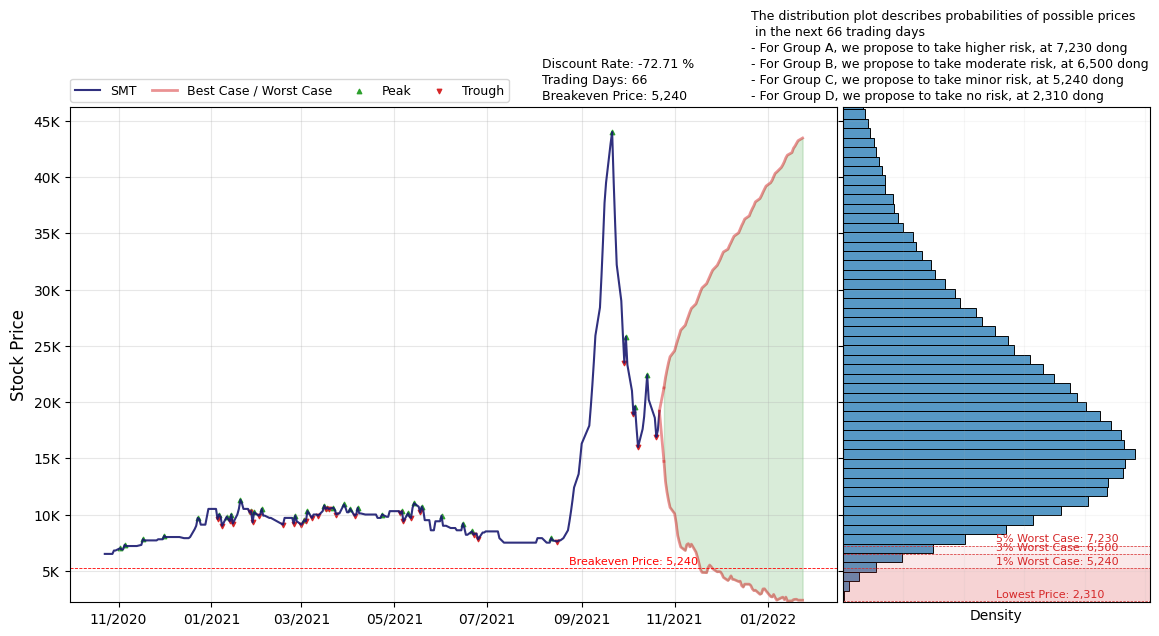 The distribution plot describes probabilities of possible prices
in the next 66 trading days
- For Group A, we propose to take higher risk, at 7,230 dong
- For Group B, we propose to take moderate risk, at 6,500 dong
- For Group C, we propose to take minor risk, at 5,240 dong
- For Group D, we propose to take no risk, at 2,310 dong
Discount Rate: -72.71 %
Trading Days: 66
Breakeven Price: 5,240
SMT
Best Case / Worst Case
Peak
Trough
Stock Price
45K
40K
35K
30K
25K
20K
15K
10K
5K
Breakeven Price: 5,240
11/2020
01/2021
03/2021
05/2021
07/2021
09/2021
11/2021
01/2022
5% Worst Case: 7,230
3% Worst Case: 6,500
1% Worst Case: 5,240
Lowest Price: 2,310
Density